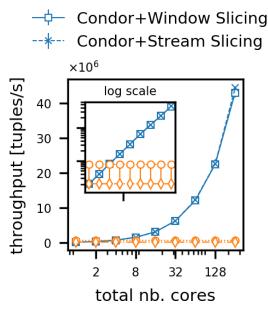 Condor+Window Slicing
Condor+Stream Slicing
×10⁶
log scale
40
30
20
10
0
throughput [tuples/s]
2 8 32 128
total nb. cores